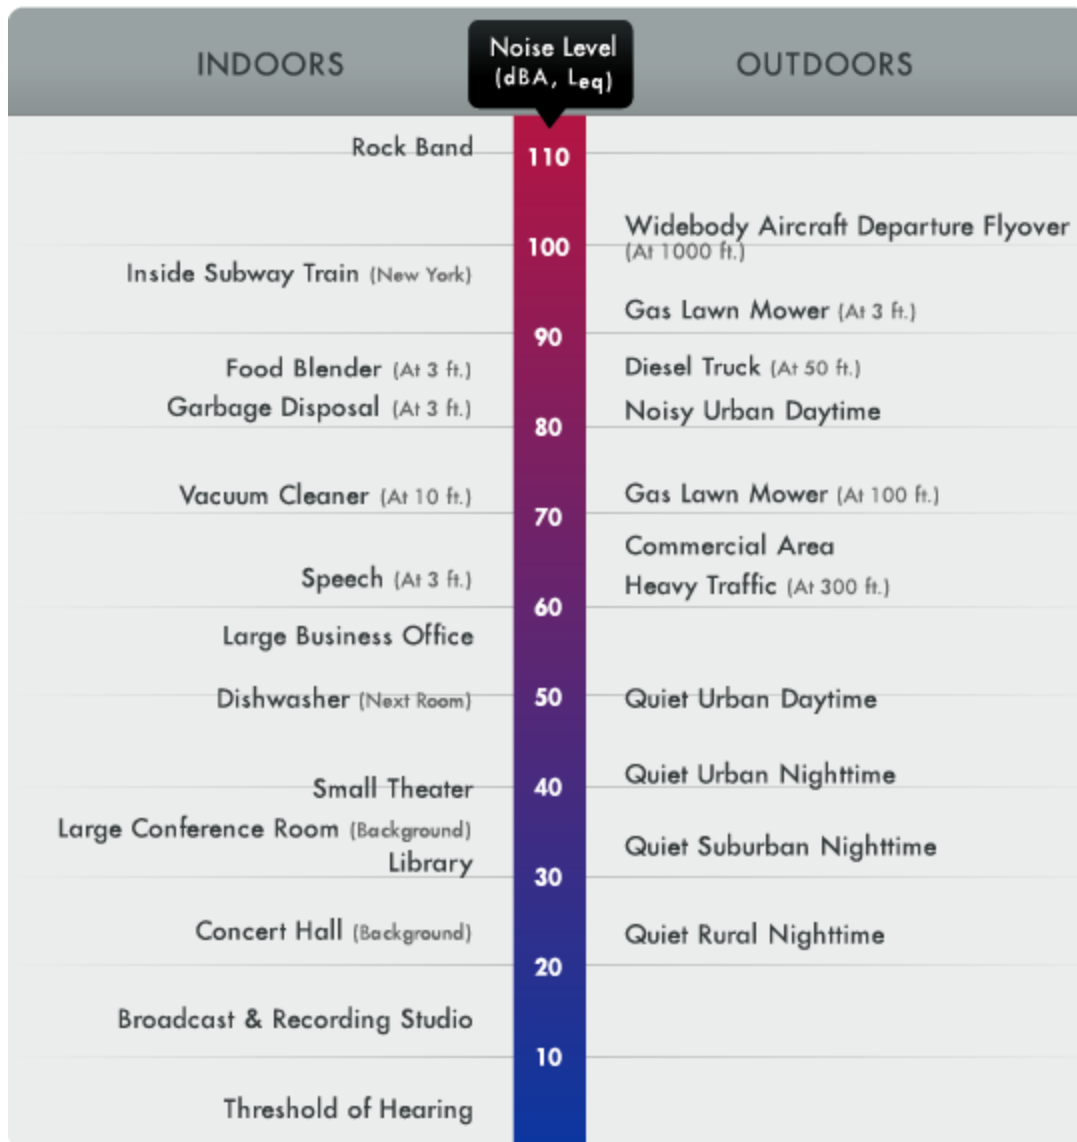 INDOORS
Noise Level
(dBA, Leq)
OUTDOORS
Rock Band
110
Widebody Aircraft Departure Flyover
(At 1000 ft.)
100
Inside Subway Train (New York)
Gas Lawn Mower (At 3 ft.)
90
Food Blender (At 3 ft.)
Diesel Truck (At 50 ft.)
Garbage Disposal (At 3 ft.)
Noisy Urban Daytime
80
Vacuum Cleaner (At 10 ft.)
Gas Lawn Mower (At 100 ft.)
70
Commercial Area
Speech (At 3 ft.)
Heavy Traffic (At 300 ft.)
60
Large Business Office
Dishwasher (Next Room)
50
Quiet Urban Daytime
Quiet Urban Nighttime
Small Theater
40
Large Conference Room (Background)
Quiet Suburban Nighttime
Library
30
Concert Hall (Background)
Quiet Rural Nighttime
20
Broadcast & Recording Studio
10
Threshold of Hearing